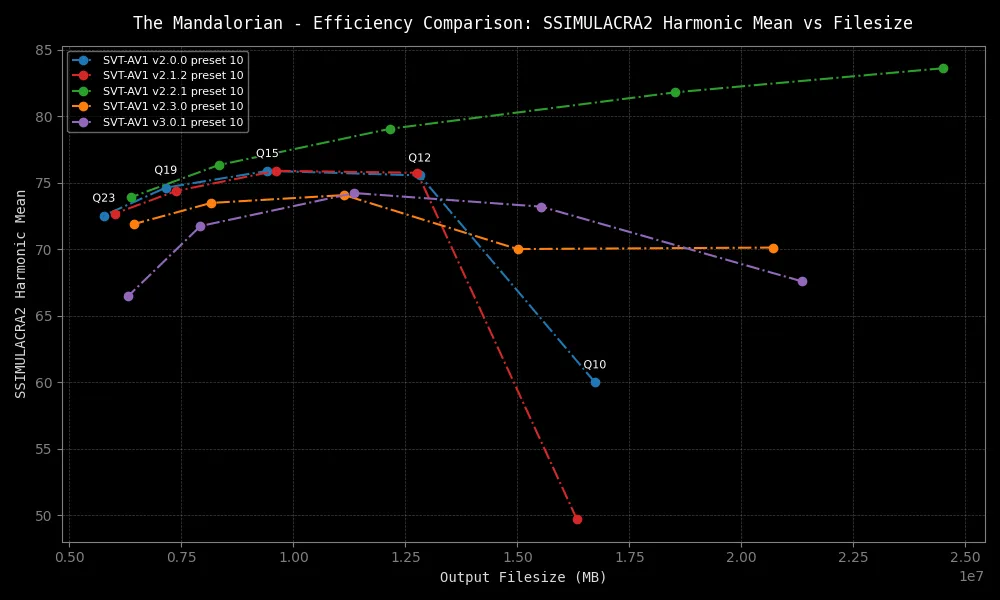 The Mandalorian - Efficiency Comparison: SSIMULACRA2 Harmonic Mean vs Filesize
SVT-AV1 v2.0.0 preset 10
SVT-AV1 v2.1.2 preset 10
SVT-AV1 v2.2.1 preset 10
SVT-AV1 v2.3.0 preset 10
SVT-AV1 v3.0.1 preset 10
SSIMULACRA2 Harmonic Mean
85
80
75
70
65
60
55
50
Q23
Q19
Q15
Q12
Q10
0.50
0.75
1.00
1.25
1.50
1.75
2.00
2.25
2.50
1e7
Output Filesize (MB)